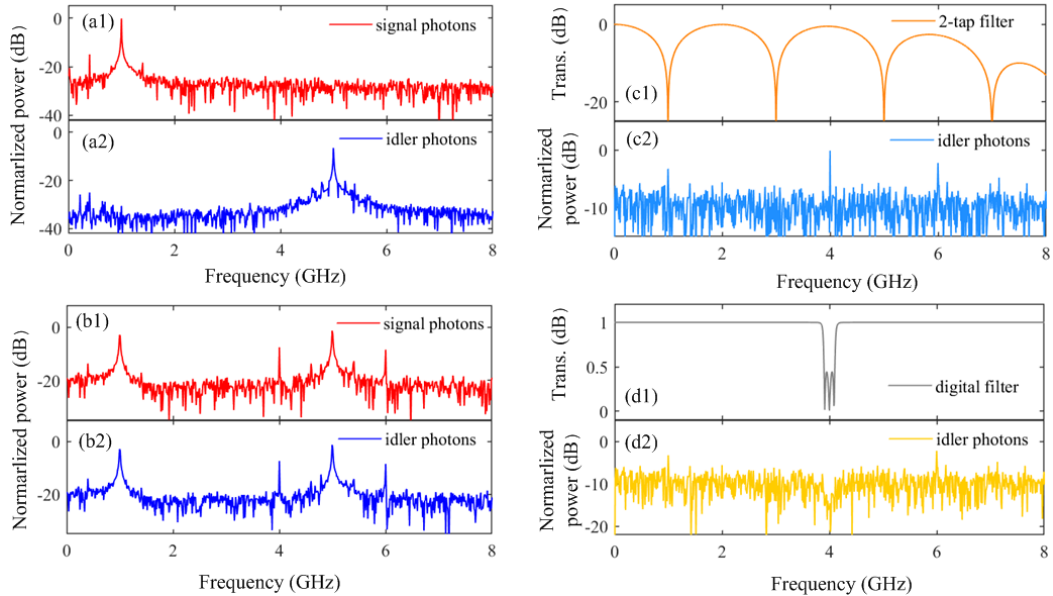 (a1)
signal photons
0
-20
-40
Normarlized power (dB)
(a2)
idler photons
0
-20
-40
0 2 4 6 8
Frequency (GHz)
(b1)
signal photons
0
-20
Normarlized power (dB)
(b2)
idler photons
0
-20
0 2 4 6 8
Frequency (GHz)
2-tap filter
0
-20
Trans. (dB)
(c1)
(c2)
idler photons
0
-10
Normarlized
power (dB)
0 2 4 6 8
Frequency (GHz)
1
0.5
0
Trans. (dB)
(d1)
digital filter
(d2)
idler photons
0
-10
-20
Normarlized
power (dB)
0 2 4 6 8
Frequency (GHz)